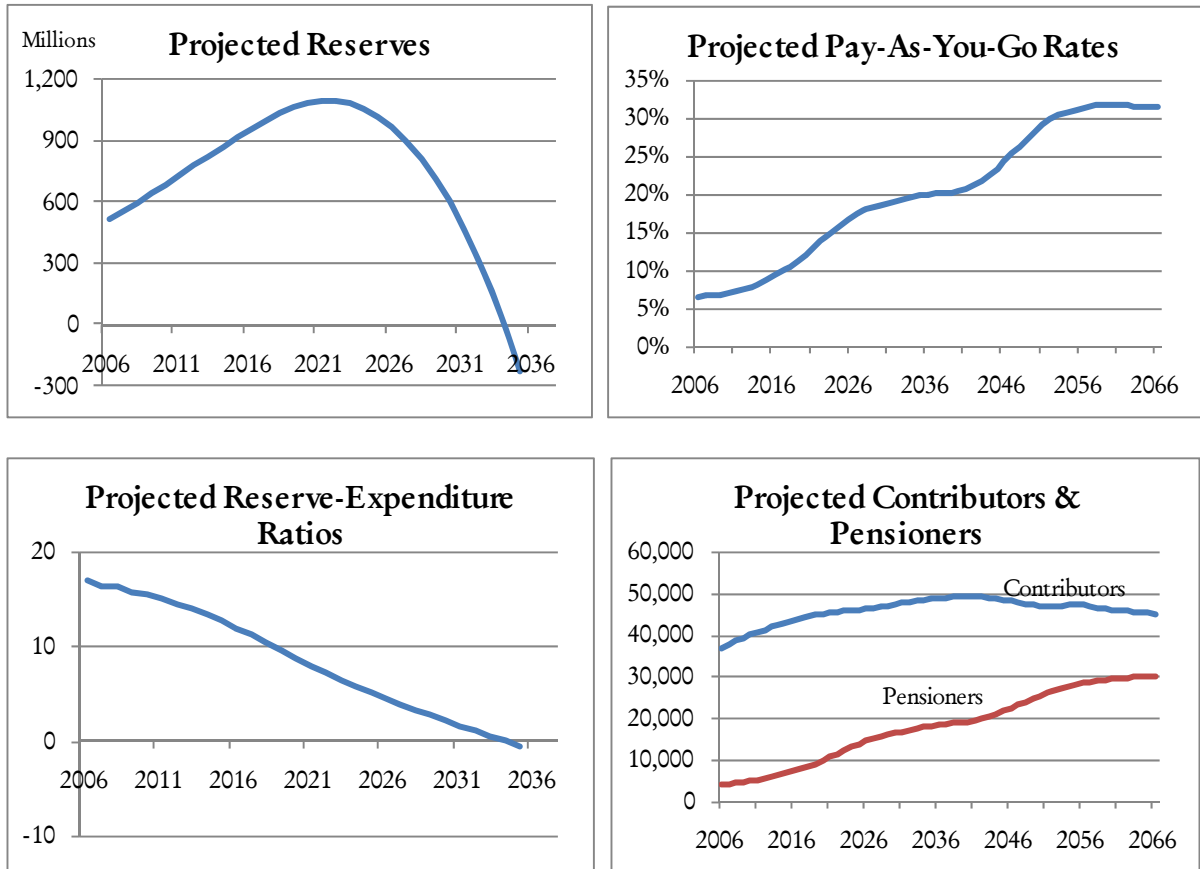 Projected Reserves
Millions
1,200
900
600
300
0
-300
2006 2011 2016 2021 2026 2031 2036
Projected Pay-As-You-Go Rates
35%
30%
25%
20%
15%
10%
5%
0%
2006 2016 2026 2036 2046 2056 2066
Projected Reserve-Expenditure
Ratios
20
10
0
-10
2006 2011 2016 2021 2026 2031 2036
Projected Contributors &
Pensioners
60,000
50,000
40,000
30,000
20,000
10,000
0
Contributors
Pensioners
2006 2016 2026 2036 2046 2056 2066